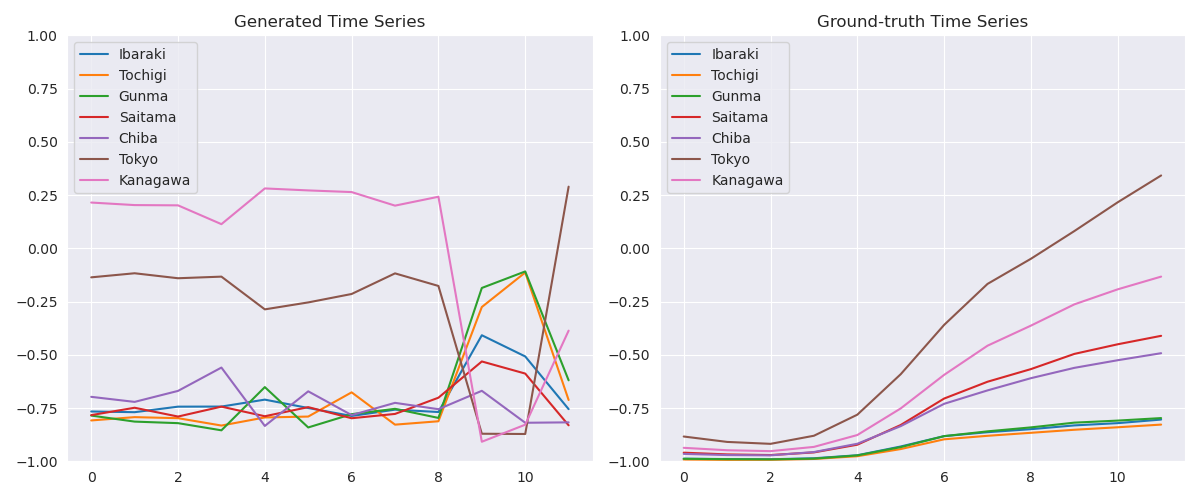 Generated Time Series
1.00
0.75
0.50
0.25
0.00
−0.25
−0.50
−0.75
−1.00
0 2 4 6 8 10
Ibaraki
Tochigi
Gunma
Saitama
Chiba
Tokyo
Kanagawa
Ground-truth Time Series
1.00
0.75
0.50
0.25
0.00
−0.25
−0.50
−0.75
−1.00
0 2 4 6 8 10
Ibaraki
Tochigi
Gunma
Saitama
Chiba
Tokyo
Kanagawa